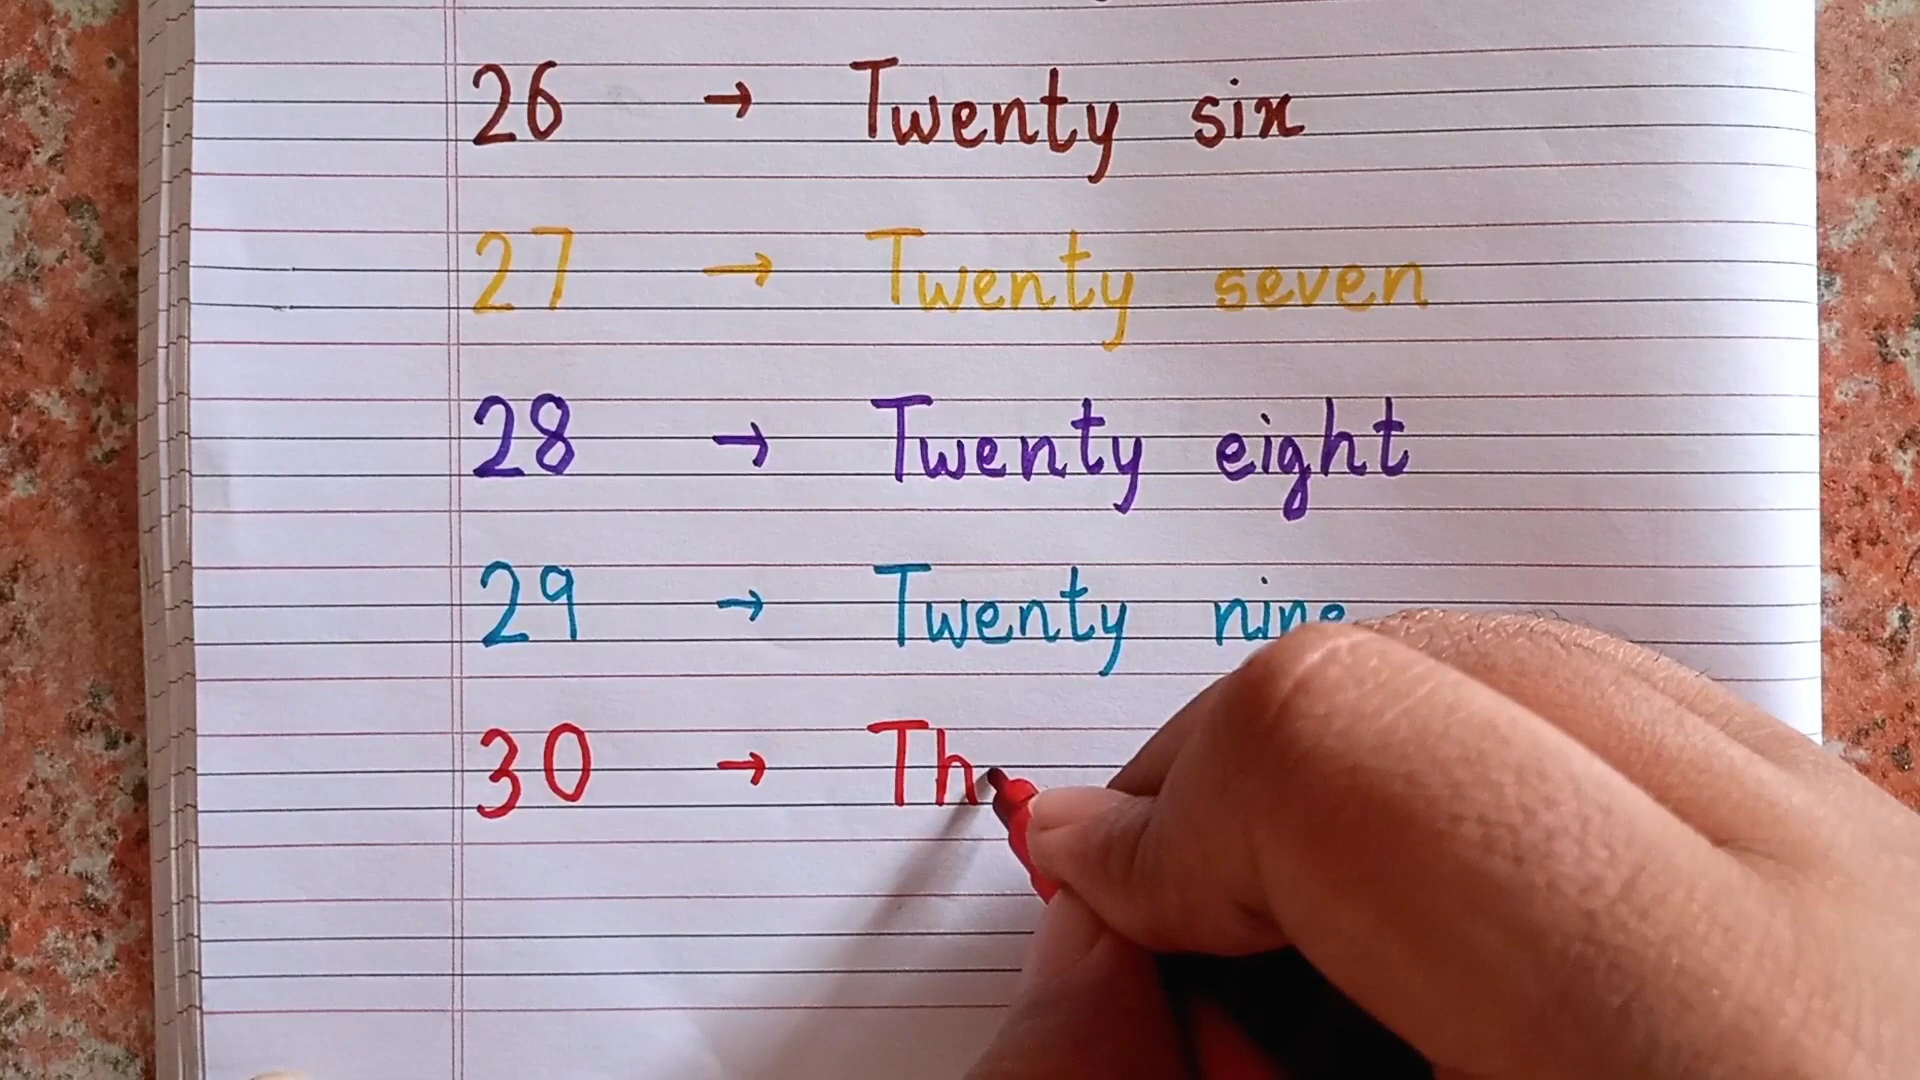 26 → Twenty six
27 → Twenty seven
28 → Twenty eight
29 → Twenty nine
30 → Th